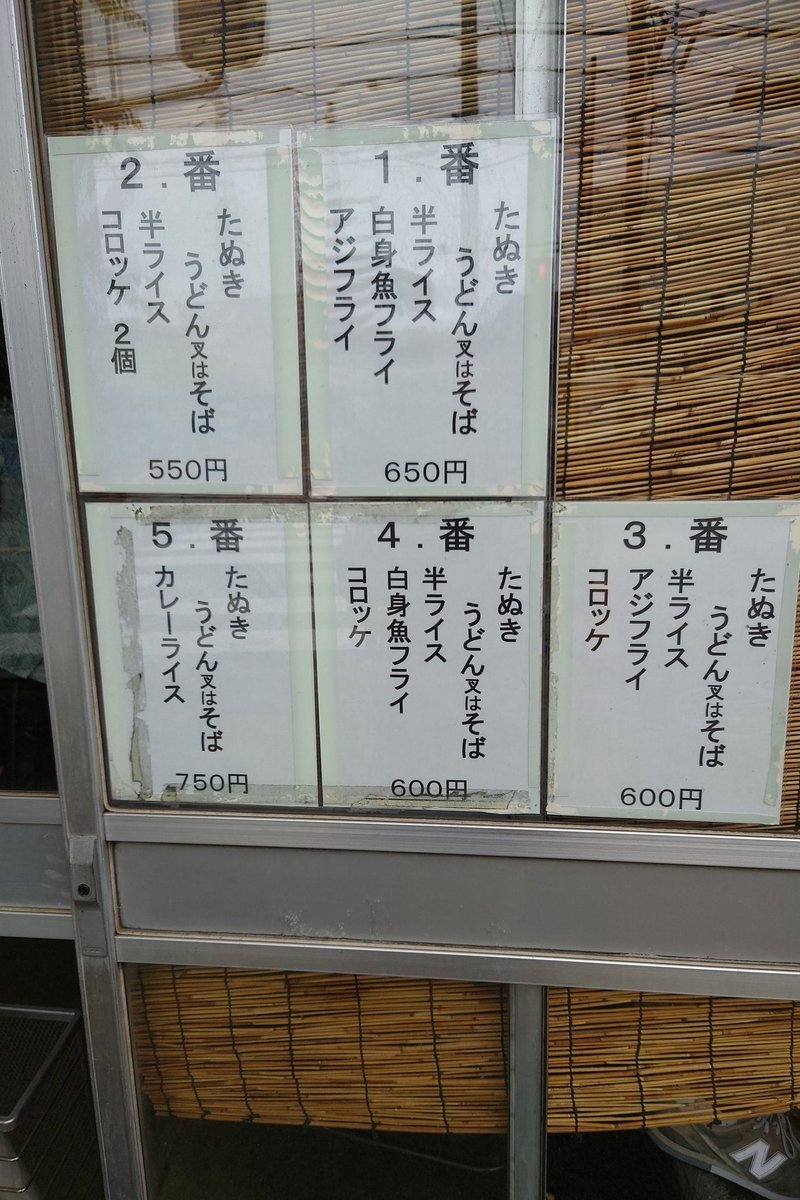 1.番
たぬき
うどん又はそば
半ライス
白身魚フライ
アジフライ
650円
2.番
たぬき
うどん又はそば
半ライス
コロッケ 2個
550円
3.番
たぬき
うどん又はそば
半ライス
アジフライ
コロッケ
600円
4.番
たぬき
うどん又はそば
半ライス
白身魚フライ
コロッケ
600円
5.番
たぬき
うどん又はそば
カレーライス
750円
N